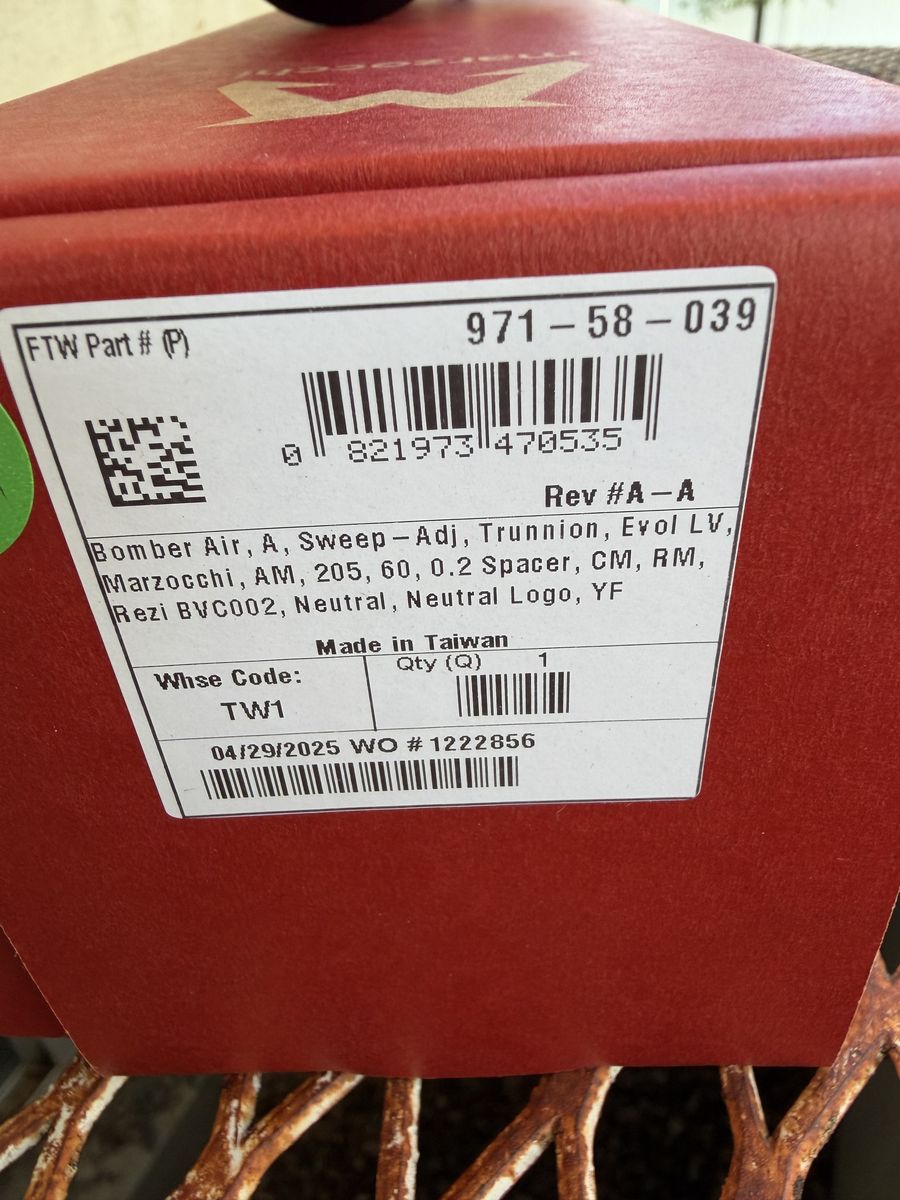 marzocchi
FTW Part # (P)
971-58-039
0 821973 470535
Rev #A-A
Bomber Air, A, Sweep-Adj, Trunnion, Evol LV,
Marzocchi, AM, 205, 60, 0.2 Spacer, CM, RM,
Rezi BVC002, Neutral, Neutral Logo, YF
Made in Taiwan
Whse Code:
TW1
Qty (Q) 1
04/29/2025 WO # 1222856